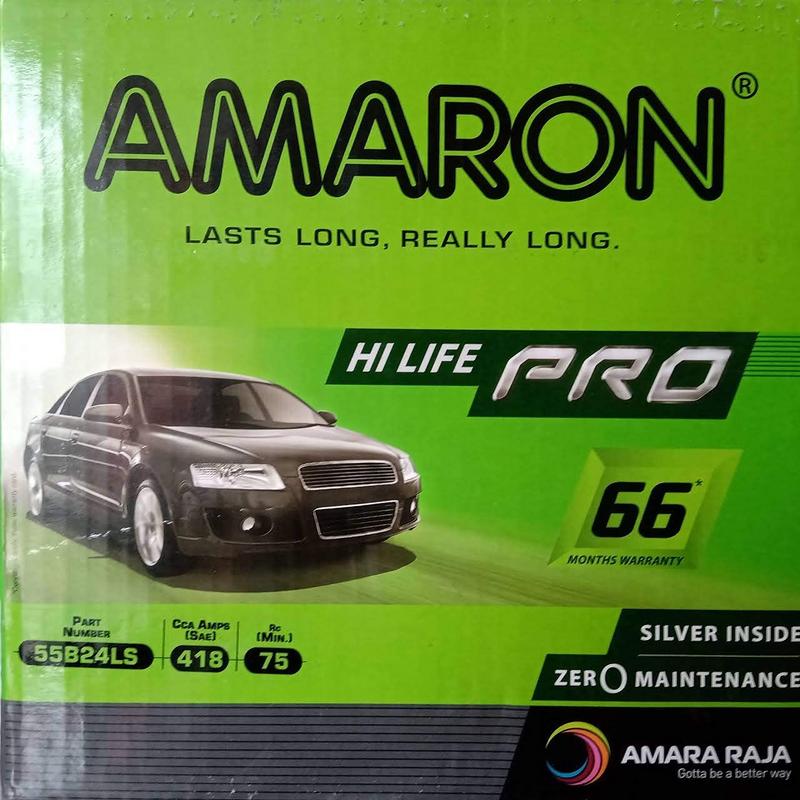 AMARON®
LASTS LONG, REALLY LONG.
HI LIFE PRO
66*
MONTHS WARRANTY
PART NUMBER
55B24LS
CCA AMPS (SAE)
418
RC (MIN.)
75
SILVER INSIDE
ZERO MAINTENANCE
AMARA RAJA
Gotta be a better way